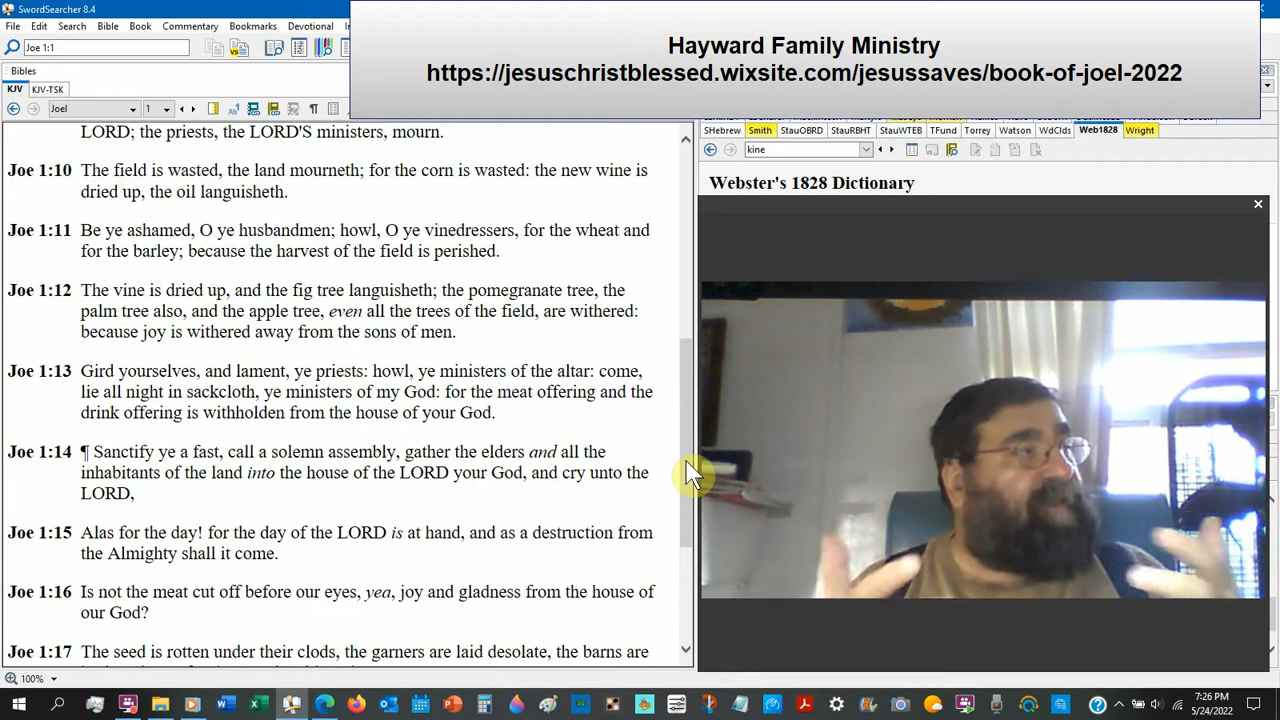 SwordSearcher 8.4
Hayward Family Ministry
https://jesuschristblessed.wixsite.com/jesussaves/book-of-joel-2022
File Edit Search Bible Book Commentary Bookmarks Devotional
Joe 1:1
Bibles
KJV KJV-TSK
Joel 1
LORD; the priests, the LORD'S ministers, mourn.
Joe 1:10 The field is wasted, the land mourneth; for the corn is wasted: the new wine is
dried up, the oil languisheth.
Joe 1:11 Be ye ashamed, O ye husbandmen; howl, O ye vinedressers, for the wheat and
for the barley; because the harvest of the field is perished.
Joe 1:12 The vine is dried up, and the fig tree languisheth; the pomegranate tree, the
palm tree also, and the apple tree, even all the trees of the field, are withered:
because joy is withered away from the sons of men.
Joe 1:13 Gird yourselves, and lament, ye priests: howl, ye ministers of the altar: come,
lie all night in sackcloth, ye ministers of my God: for the meat offering and the
drink offering is withholden from the house of your God.
Joe 1:14 ¶ Sanctify ye a fast, call a solemn assembly, gather the elders and all the
inhabitants of the land into the house of the LORD your God, and cry unto the
LORD,
Joe 1:15 Alas for the day! for the day of the LORD is at hand, and as a destruction from
the Almighty shall it come.
Joe 1:16 Is not the meat cut off before our eyes, yea, joy and gladness from the house of
our God?
Joe 1:17 The seed is rotten under their clods, the garners are laid desolate, the barns are
100%
SHebrew Smith StauOBRD StauRBHT StauWTEB TFund Torrey Watson WdClds Web1828 Wright
kine
Webster's 1828 Dictionary
7:26 PM
5/24/2022